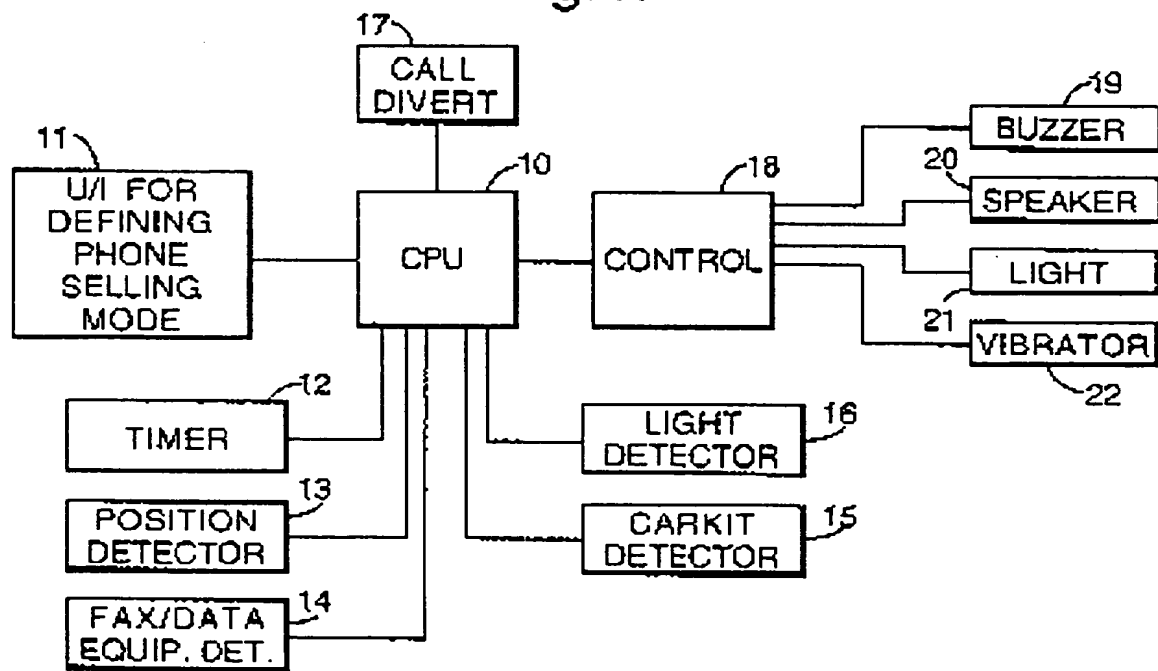 17
CALL
DIVERT
11
U/I FOR
DEFINING
PHONE
SELLING
MODE
10
CPU
18
CONTROL
19
BUZZER
20
SPEAKER
LIGHT
21
VIBRATOR
22
12
TIMER
13
POSITION
DETECTOR
14
FAX/DATA
EQUIP. DET.
16
LIGHT
DETECTOR
15
CARKIT
DETECTOR